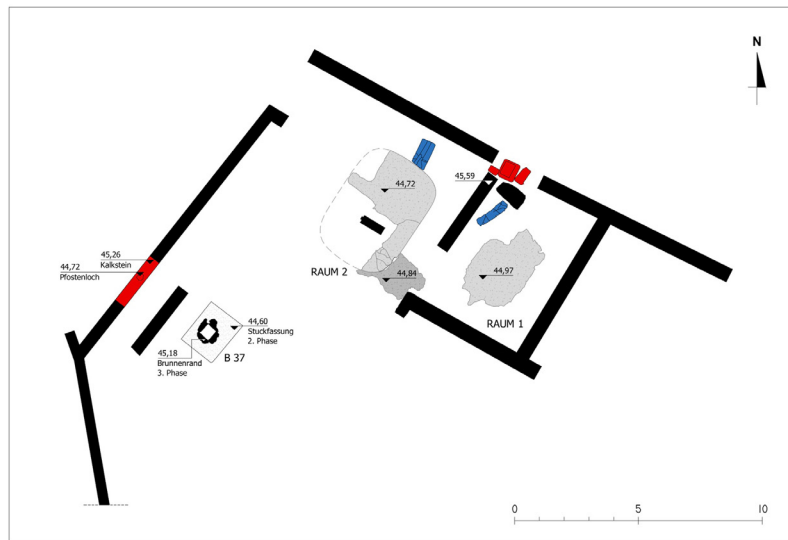 N
44,72
45,59
45,26
Kalkstein
44,72
Pfostenloch
RAUM 2
44,84
44,97
RAUM 1
44,60
Stuckfassung
2. Phase
45,18
Brunnenrand
3. Phase
B 37
0
5
10